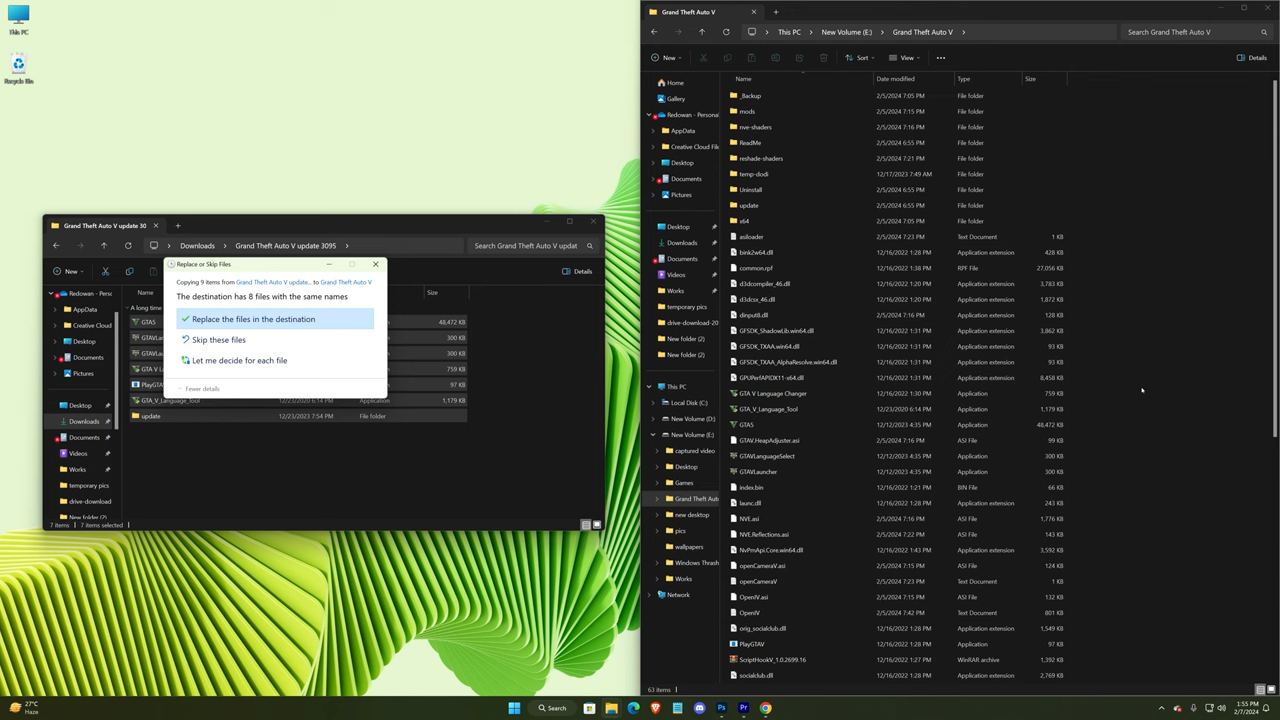 This PC
Recycle Bin
Grand Theft Auto V update 30
Downloads
Grand Theft Auto V update 3095
Search Grand Theft Auto V updat
New
Details
Redowan - Persc
AppData
Creative Cloud
Desktop
Documents
Pictures
Desktop
Downloads
Documents
Videos
Works
temporary pics
drive-download
New folder (2)
Name
Size
A long time
GTA5
48,472 KB
GTAVLa
300 KB
GTAVLau
300 KB
GTA V L
759 KB
PlayGTA
97 KB
GTA_V_Language_Tool
12/23/2020 6:14 PM
Application
1,179 KB
update
12/23/2023 7:54 PM
File folder
7 items
7 items selected
Replace or Skip Files
Copying 9 items from Grand Theft Auto V update... to Grand Theft Auto V
The destination has 8 files with the same names
Replace the files in the destination
Skip these files
Let me decide for each file
Fewer details
Grand Theft Auto V
This PC
New Volume (E:)
Grand Theft Auto V
Search Grand Theft Auto V
New
Sort
View
Details
Home
Gallery
Redowan - Persona
AppData
Creative Cloud File
Desktop
Documents
Pictures
Desktop
Downloads
Documents
Videos
Works
temporary pics
drive-download-20
New folder (2)
New folder (2)
This PC
Local Disk (C:)
New Volume (D:)
New Volume (E:)
captured video
Desktop
Games
Grand Theft Auto
new desktop
pics
wallpapers
Windows Thrash
Works
Network
Name Date modified Type Size
_Backup 2/5/2024 7:05 PM File folder
mods 2/5/2024 7:15 PM File folder
nve-shaders 2/5/2024 7:16 PM File folder
ReadMe 2/5/2024 6:55 PM File folder
reshade-shaders 2/5/2024 7:21 PM File folder
temp-dodi 12/17/2023 7:49 AM File folder
Uninstall 2/5/2024 6:55 PM File folder
update 2/5/2024 6:55 PM File folder
x64 2/5/2024 7:05 PM File folder
asiloader 2/5/2024 7:23 PM Text Document 1 KB
bink2w64.dll 12/16/2022 1:28 PM Application extension 428 KB
common.rpf 12/16/2022 1:38 PM RPF File 27,056 KB
d3dcompiler_46.dll 12/16/2022 1:29 PM Application extension 3,783 KB
d3dcsx_46.dll 12/16/2022 1:29 PM Application extension 1,872 KB
dinput8.dll 2/5/2024 7:16 PM Application extension 128 KB
GFSDK_ShadowLib.win64.dll 12/16/2022 1:31 PM Application extension 3,862 KB
GFSDK_TXAA.win64.dll 12/16/2022 1:31 PM Application extension 93 KB
GFSDK_TXAA_AlphaResolve.win64.dll 12/16/2022 1:31 PM Application extension 93 KB
GPUPerfAPIDX11-x64.dll 12/16/2022 1:31 PM Application extension 8,458 KB
GTA V Language Changer 12/16/2022 1:30 PM Application 759 KB
GTA_V_Language_Tool 12/23/2020 6:14 PM Application 1,179 KB
GTA5 12/12/2023 4:35 PM Application 48,472 KB
GTAV.HeapAdjuster.asi 2/5/2024 7:16 PM ASI File 99 KB
GTAVLanguageSelect 12/12/2023 4:35 PM Application 300 KB
GTAVLauncher 12/12/2023 4:35 PM Application 300 KB
index.bin 12/16/2022 1:21 PM BIN File 66 KB
launc.dll 12/16/2022 1:28 PM Application extension 243 KB
NVE.asi 2/5/2024 7:16 PM ASI File 1,776 KB
NVE.Reflections.asi 2/5/2024 7:22 PM ASI File 143 KB
NvPmApi.Core.win64.dll 12/16/2022 1:43 PM Application extension 3,592 KB
openCameraV.asi 2/5/2024 7:16 PM ASI File 124 KB
openCameraV 2/5/2024 7:23 PM Text Document 1 KB
OpenIV.asi 2/5/2024 7:15 PM ASI File 132 KB
OpenIV 2/5/2024 7:42 PM Text Document 801 KB
orig_socialclub.dll 12/16/2022 1:28 PM Application extension 1,549 KB
PlayGTAV 12/16/2022 1:28 PM Application 97 KB
ScriptHookV_1.0.2699.16 12/16/2022 1:27 PM WinRAR archive 1,392 KB
socialclub.dll 12/16/2022 1:28 PM Application extension 2,769 KB
63 items
27°C
Haze
Search
Ps
Pr
1:55 PM
2/7/2024